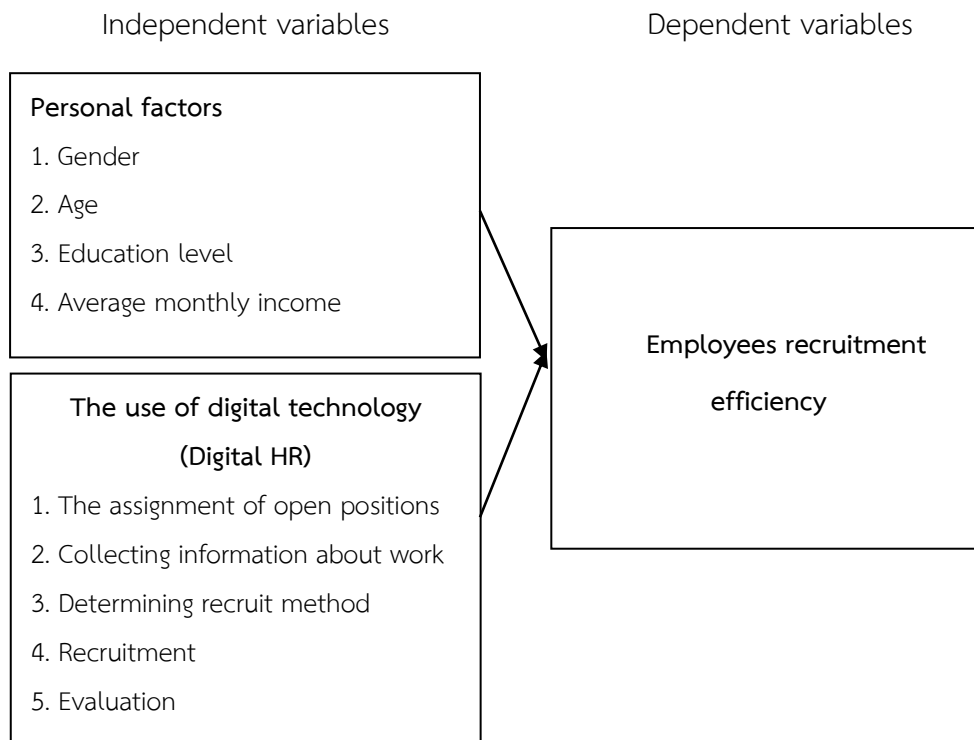 Independent variables
Dependent variables
Personal factors
1. Gender
2. Age
3. Education level
4. Average monthly income
The use of digital technology
(Digital HR)
1. The assignment of open positions
2. Collecting information about work
3. Determining recruit method
4. Recruitment
5. Evaluation
Employees recruitment
efficiency